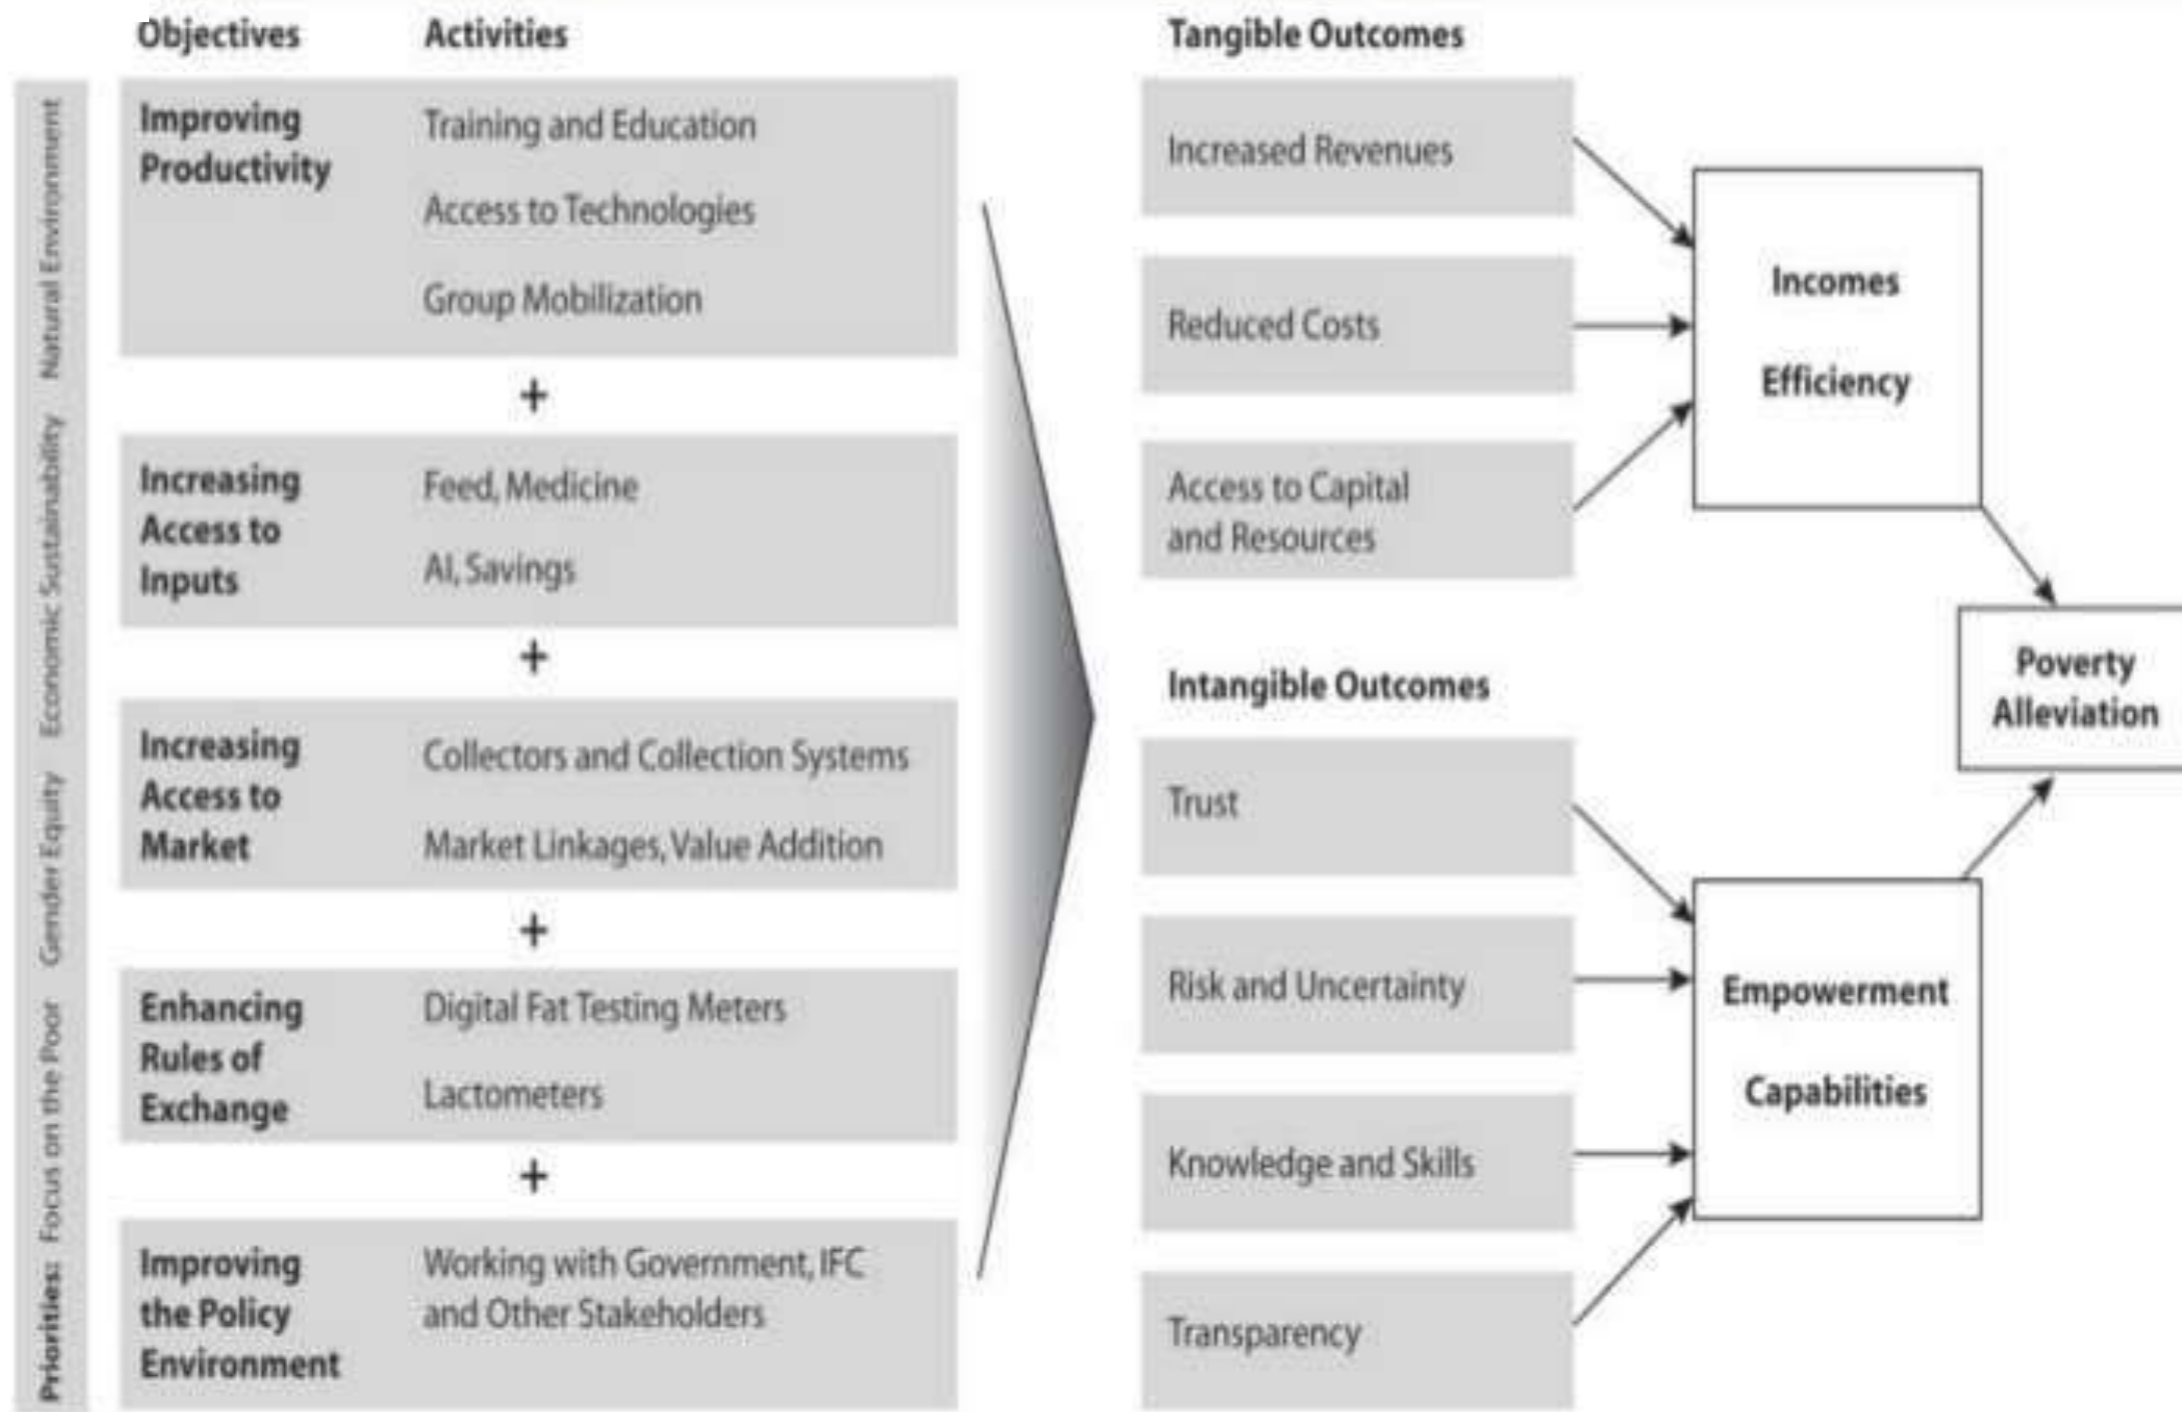 Objectives
Activities
Tangible Outcomes
Priorities: Focus on the Poor Gender Equity Economic Sustainability Natural Environment
Improving
Productivity
Training and Education
Access to Technologies
Group Mobilization
+
Increasing
Access to
Inputs
Feed, Medicine
AI, Savings
+
Increasing
Access to
Market
Collectors and Collection Systems
Market Linkages, Value Addition
+
Enhancing
Rules of
Exchange
Digital Fat Testing Meters
Lactometers
+
Improving
the Policy
Environment
Working with Government, IFC
and Other Stakeholders
Increased Revenues
Reduced Costs
Access to Capital
and Resources
Incomes
Efficiency
Intangible Outcomes
Trust
Risk and Uncertainty
Knowledge and Skills
Transparency
Empowerment
Capabilities
Poverty
Alleviation